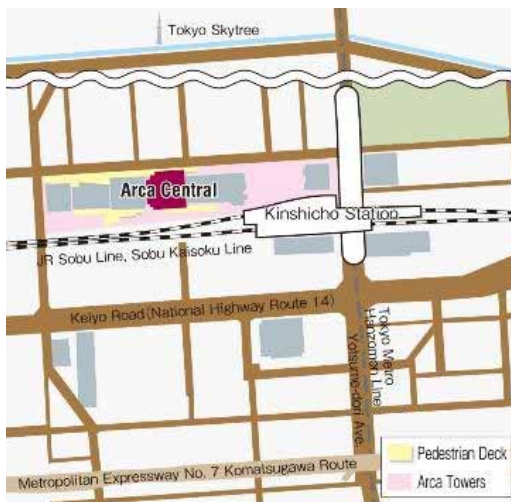 Tokyo Skytree
Arca Central
Kinshicho Station
JR Sobu Line, Sobu Kaisoku Line
Keiyo Road(National Highway Route 14)
Tokyo Metro
Hanzomon Line
Yotsume-dori Ave.
Metropolitan Expressway No. 7 Komatsugawa Route
Pedestrian Deck
Arca Towers